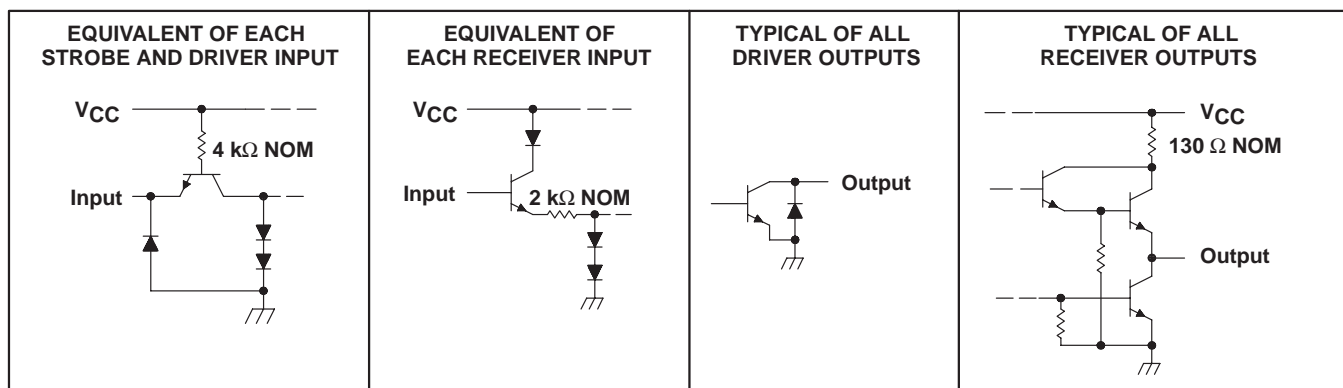 EQUIVALENT OF EACH
STROBE AND DRIVER INPUT
VCC
4 kΩ NOM
Input
EQUIVALENT OF
EACH RECEIVER INPUT
VCC
Input
2 kΩ NOM
TYPICAL OF ALL
DRIVER OUTPUTS
Output
TYPICAL OF ALL
RECEIVER OUTPUTS
VCC
130 Ω NOM
Output